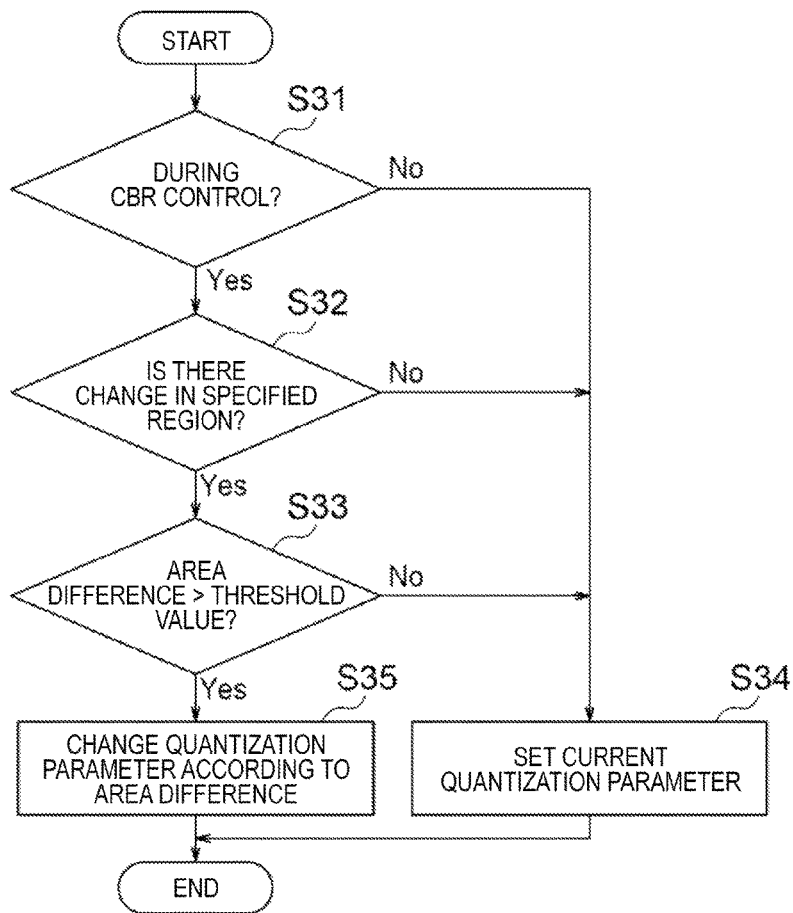 START
S31
DURING
CBR CONTROL?
No
Yes
S32
IS THERE
CHANGE IN SPECIFIED
REGION?
No
Yes
S33
AREA
DIFFERENCE > THRESHOLD
VALUE?
No
Yes
S35
CHANGE QUANTIZATION
PARAMETER ACCORDING TO
AREA DIFFERENCE
S34
SET CURRENT
QUANTIZATION PARAMETER
END